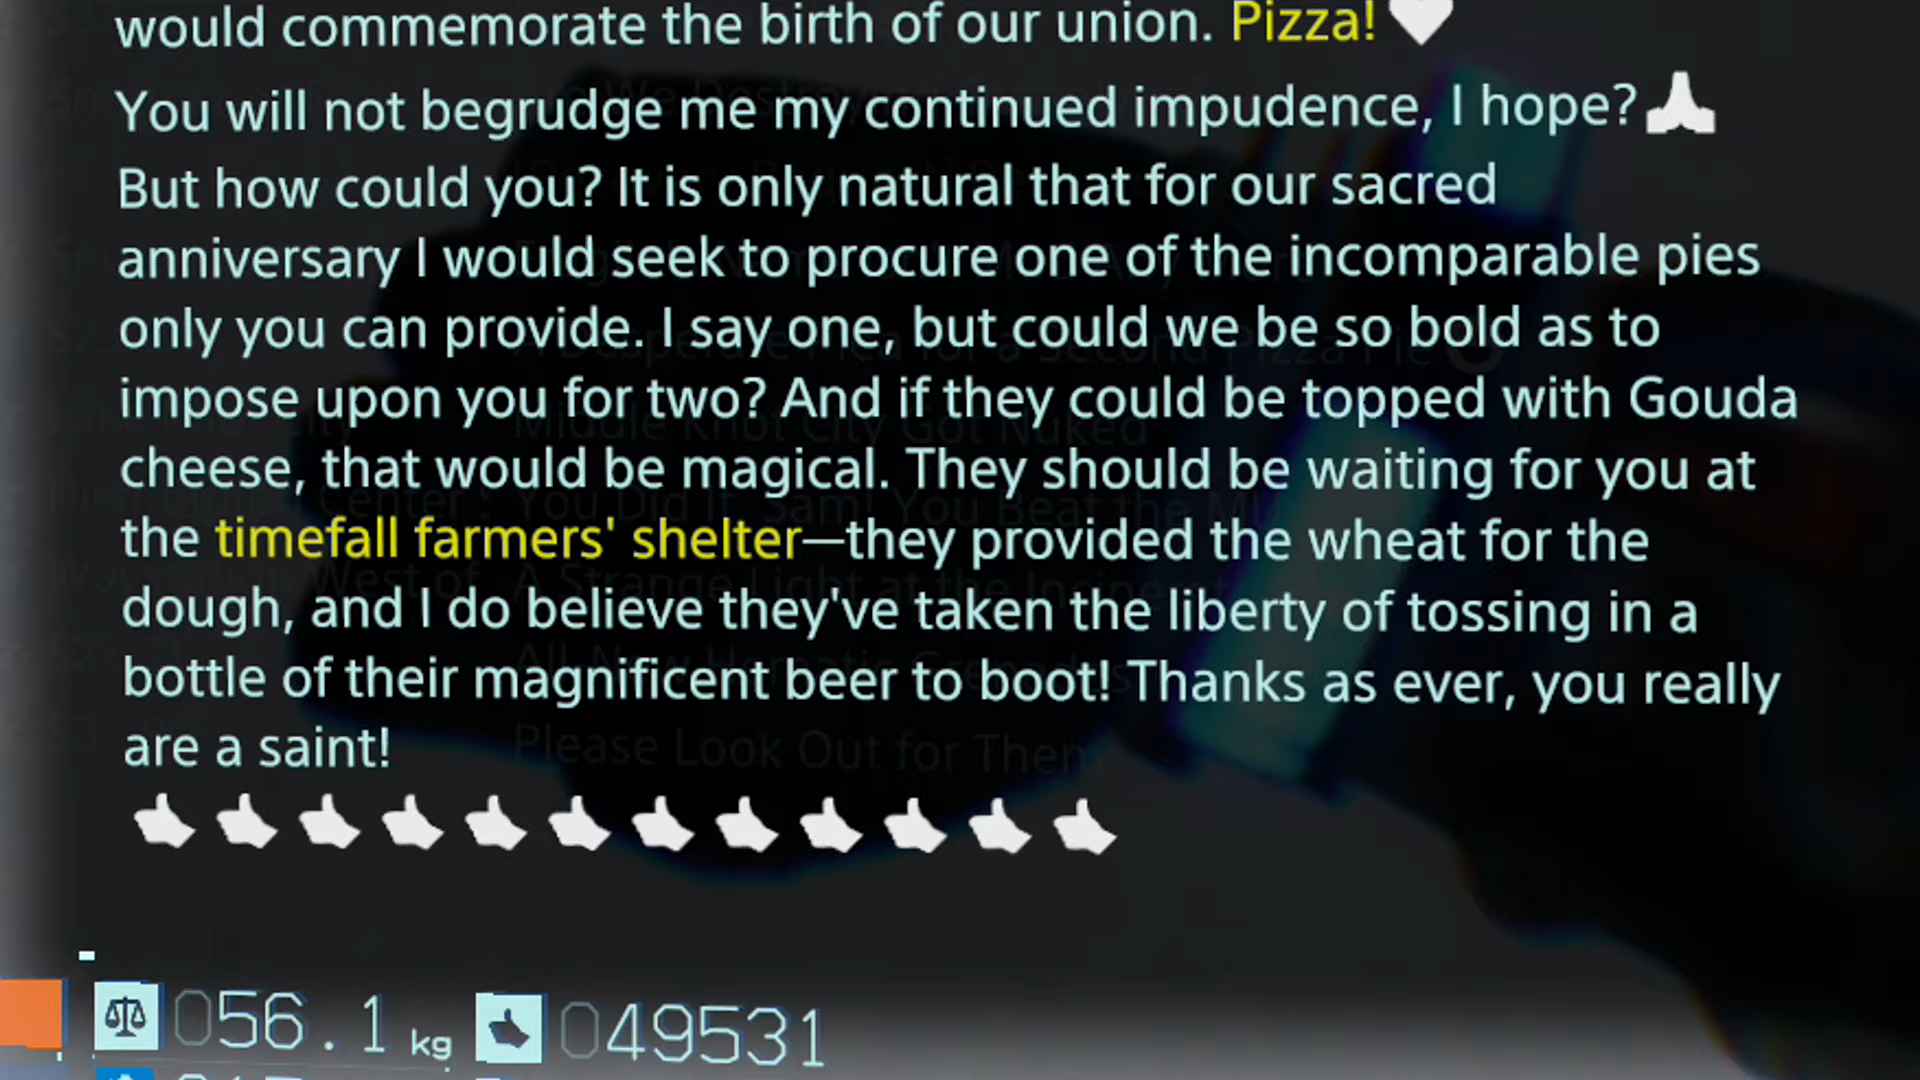 would commemorate the birth of our union. Pizza!
You will not begrudge me my continued impudence, I hope?
But how could you? It is only natural that for our sacred
anniversary I would seek to procure one of the incomparable pies
only you can provide. I say one, but could we be so bold as to
impose upon you for two? And if they could be topped with Gouda
cheese, that would be magical. They should be waiting for you at
the timefall farmers' shelter—they provided the wheat for the
dough, and I do believe they've taken the liberty of tossing in a
bottle of their magnificent beer to boot! Thanks as ever, you really
are a saint!
Please Look Out for Them
056.1 kg 049531